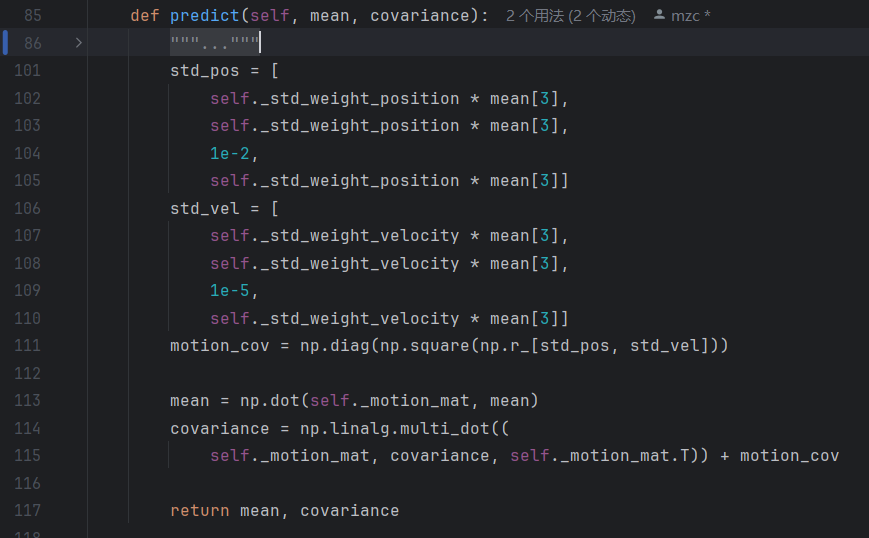 85 def predict(self, mean, covariance): 2 个用法 (2 个动态) mzc *
86 """..."""
101 std_pos = [
102 self._std_weight_position * mean[3],
103 self._std_weight_position * mean[3],
104 1e-2,
105 self._std_weight_position * mean[3]]
106 std_vel = [
107 self._std_weight_velocity * mean[3],
108 self._std_weight_velocity * mean[3],
109 1e-5,
110 self._std_weight_velocity * mean[3]]
111 motion_cov = np.diag(np.square(np.r_[std_pos, std_vel]))
112
113 mean = np.dot(self._motion_mat, mean)
114 covariance = np.linalg.multi_dot((
115 self._motion_mat, covariance, self._motion_mat.T)) + motion_cov
116
117 return mean, covariance
118